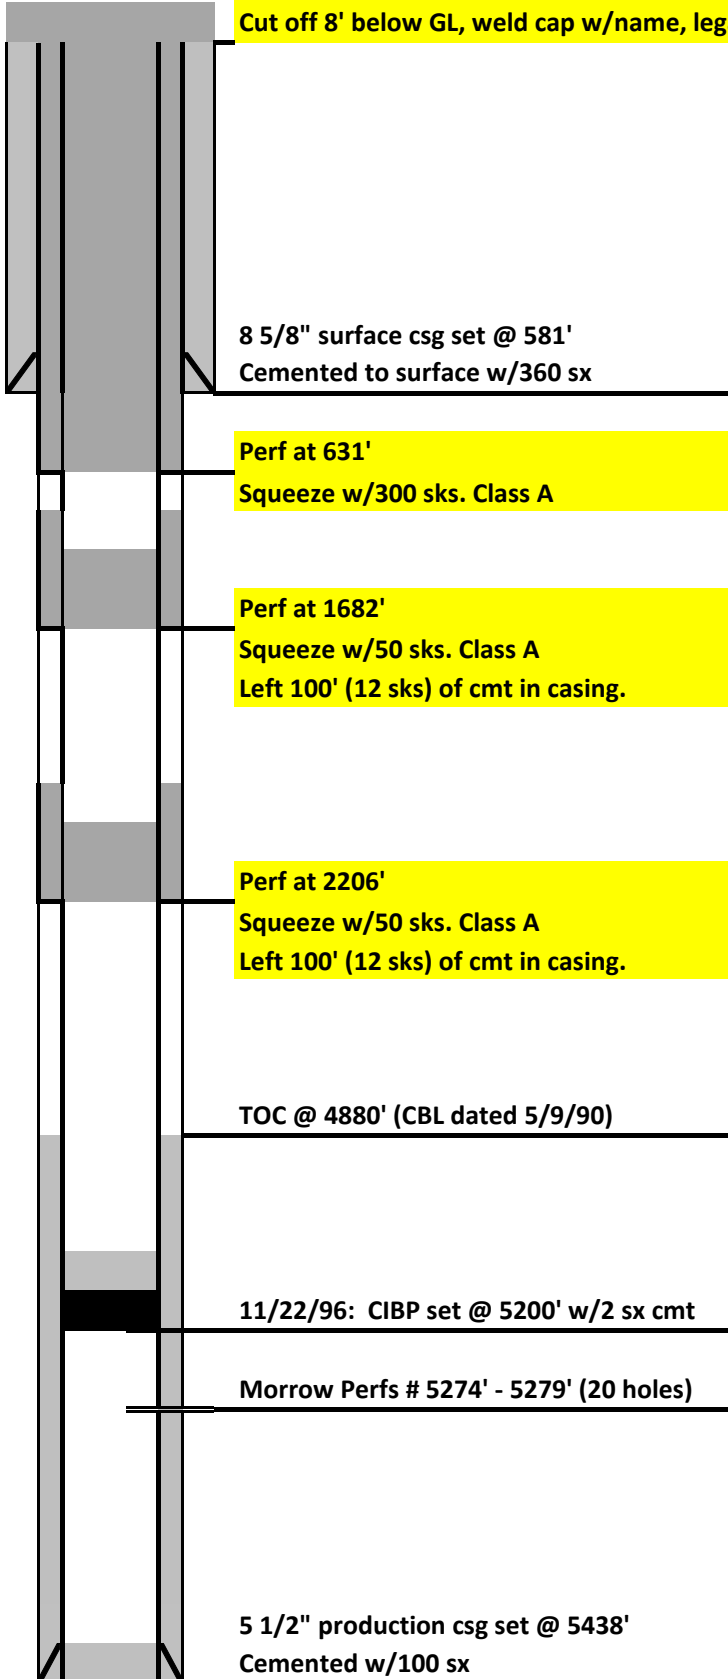 Cut off 8' below GL, weld cap w/name, leg
8 5/8" surface csg set @ 581'
Cemented to surface w/360 sx
Perf at 631'
Squeeze w/300 sks. Class A
Perf at 1682'
Squeeze w/50 sks. Class A
Left 100' (12 sks) of cmt in casing.
Perf at 2206'
Squeeze w/50 sks. Class A
Left 100' (12 sks) of cmt in casing.
TOC @ 4880' (CBL dated 5/9/90)
11/22/96:  CIBP set @ 5200' w/2 sx cmt
Morrow Perfs # 5274' - 5279' (20 holes)
5 1/2" production csg set @ 5438'
Cemented w/100 sx